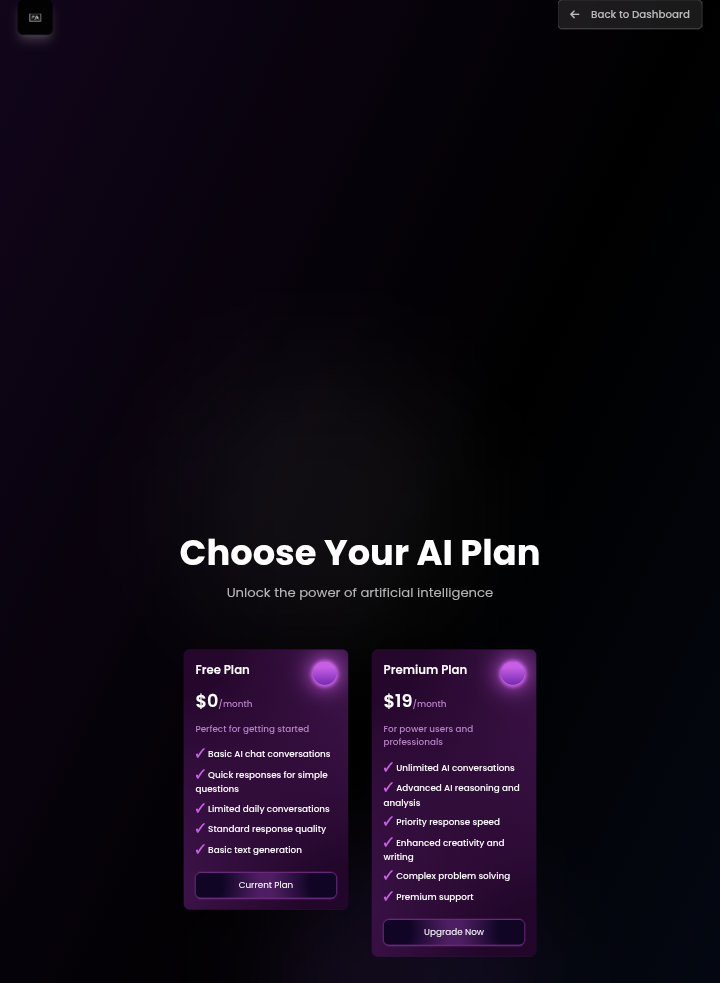 Back to Dashboard
Choose Your AI Plan
Unlock the power of artificial intelligence
Free Plan
$0/month
Perfect for getting started
✓ Basic AI chat conversations
✓ Quick responses for simple
questions
✓ Limited daily conversations
✓ Standard response quality
✓ Basic text generation
Current Plan
Premium Plan
$19/month
For power users and
professionals
✓ Unlimited AI conversations
✓ Advanced AI reasoning and
analysis
✓ Priority response speed
✓ Enhanced creativity and
writing
✓ Complex problem solving
✓ Premium support
Upgrade Now